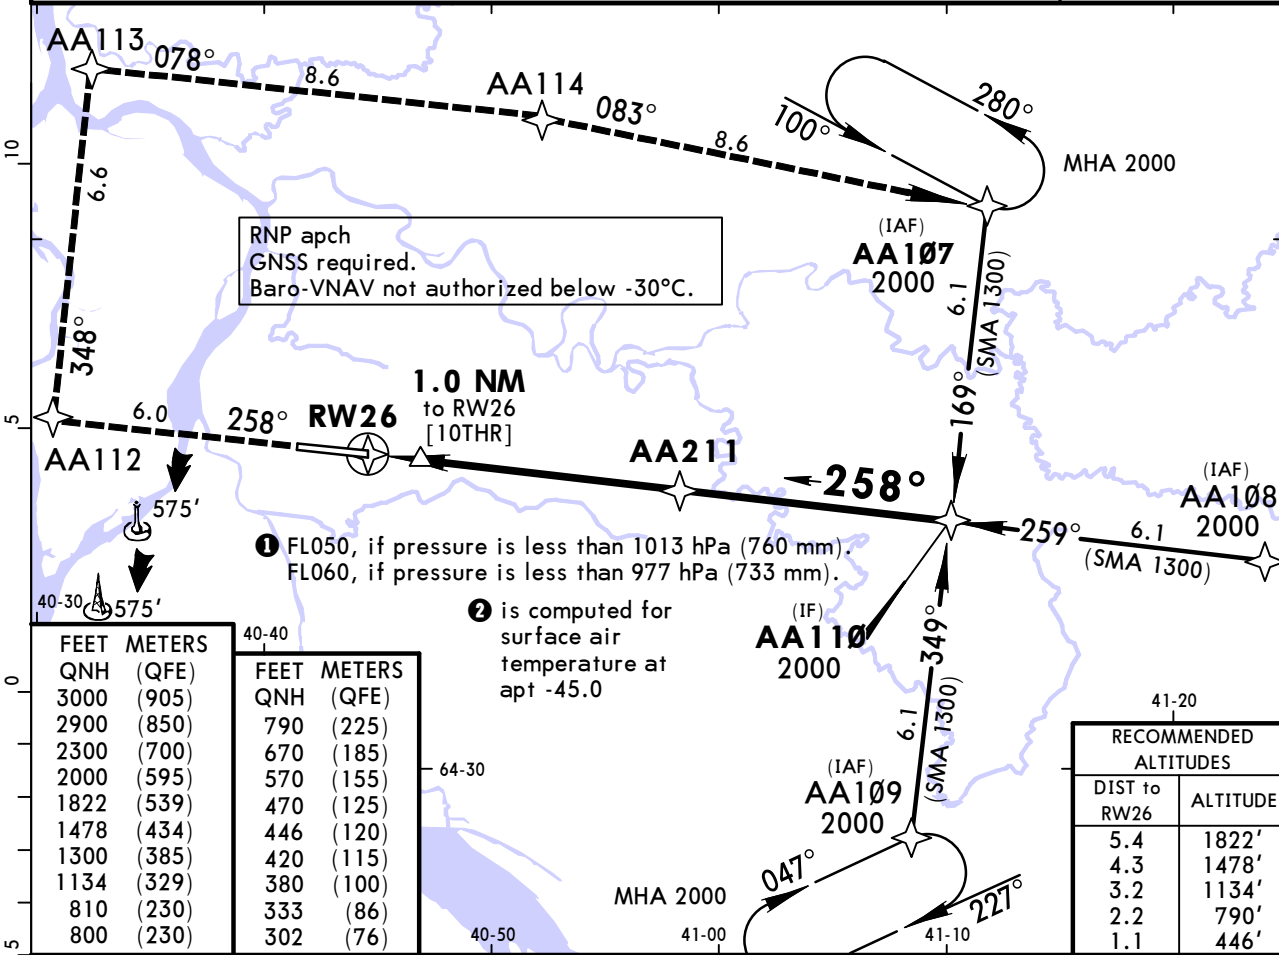 AA113
078°
8.6
AA114
083°
8.6
100°
280°
MHA 2000
10
6.6
348°
RNP apch
GNSS required.
Baro-VNAV not authorized below -30°C.
(IAF)
AA1Ø7
2000
6.1
(SMA 1300)
169°
1.0 NM
to RW26
[10THR]
5
6.0
258°
RW26
AA112
AA211
258°
(IAF)
AA1Ø8
2000
259°
6.1
(SMA 1300)
575'
575'
1 FL050, if pressure is less than 1013 hPa (760 mm).
FL060, if pressure is less than 977 hPa (733 mm).
2 is computed for
surface air
temperature at
apt -45.0
(IF)
AA11Ø
2000
349°
6.1
(SMA 1300)
40-30
40-40
0
FEET METERS
QNH (QFE)
3000 (905)
2900 (850)
2300 (700)
2000 (595)
1822 (539)
1478 (434)
1300 (385)
1134 (329)
810 (230)
800 (230)
FEET METERS
QNH (QFE)
790 (225)
670 (185)
570 (155)
470 (125)
446 (120)
420 (115)
380 (100)
333 (86)
302 (76)
64-30
(IAF)
AA1Ø9
2000
047°
MHA 2000
227°
5
40-50
41-00
41-10
41-20
RECOMMENDED
ALTITUDES
DIST to
RW26
ALTITUDE
5.4 1822'
4.3 1478'
3.2 1134'
2.2 790'
1.1 446'